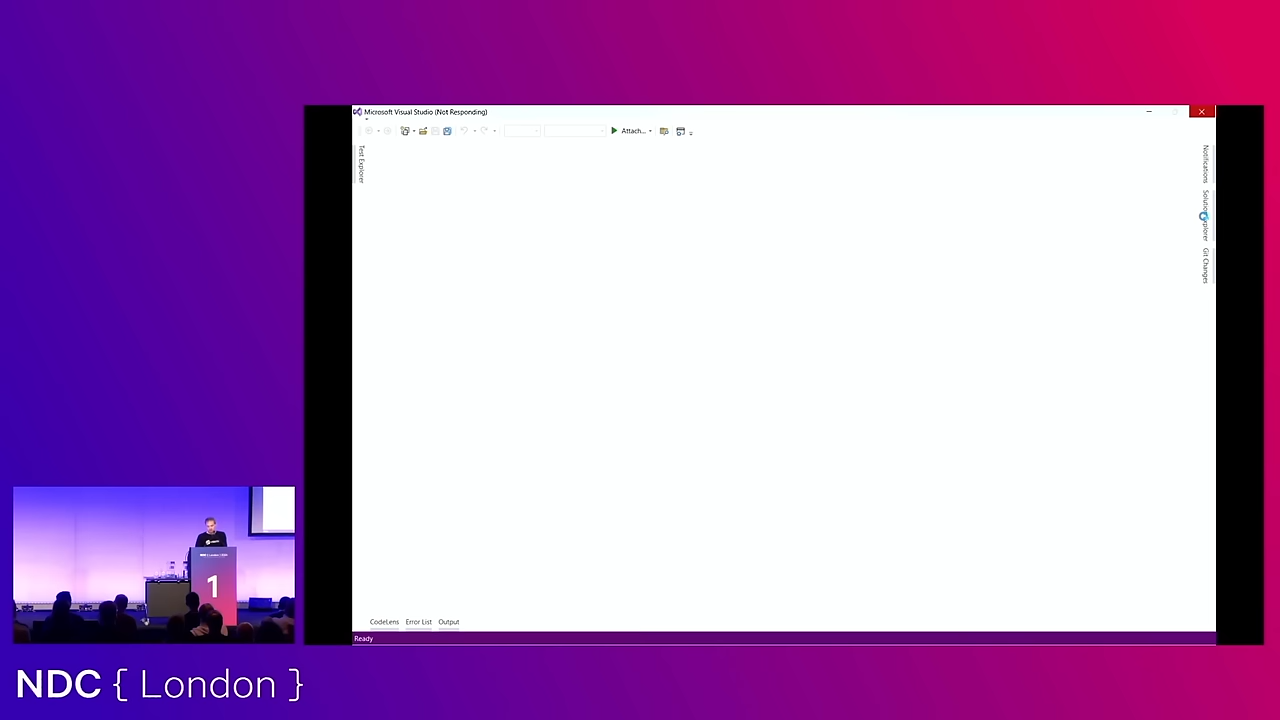 Microsoft Visual Studio (Not Responding)
Attach...
Test Explorer
Notifications
Solution Explorer
Git Changes
CodeLens Error List Output
Ready
1
NDC { London }